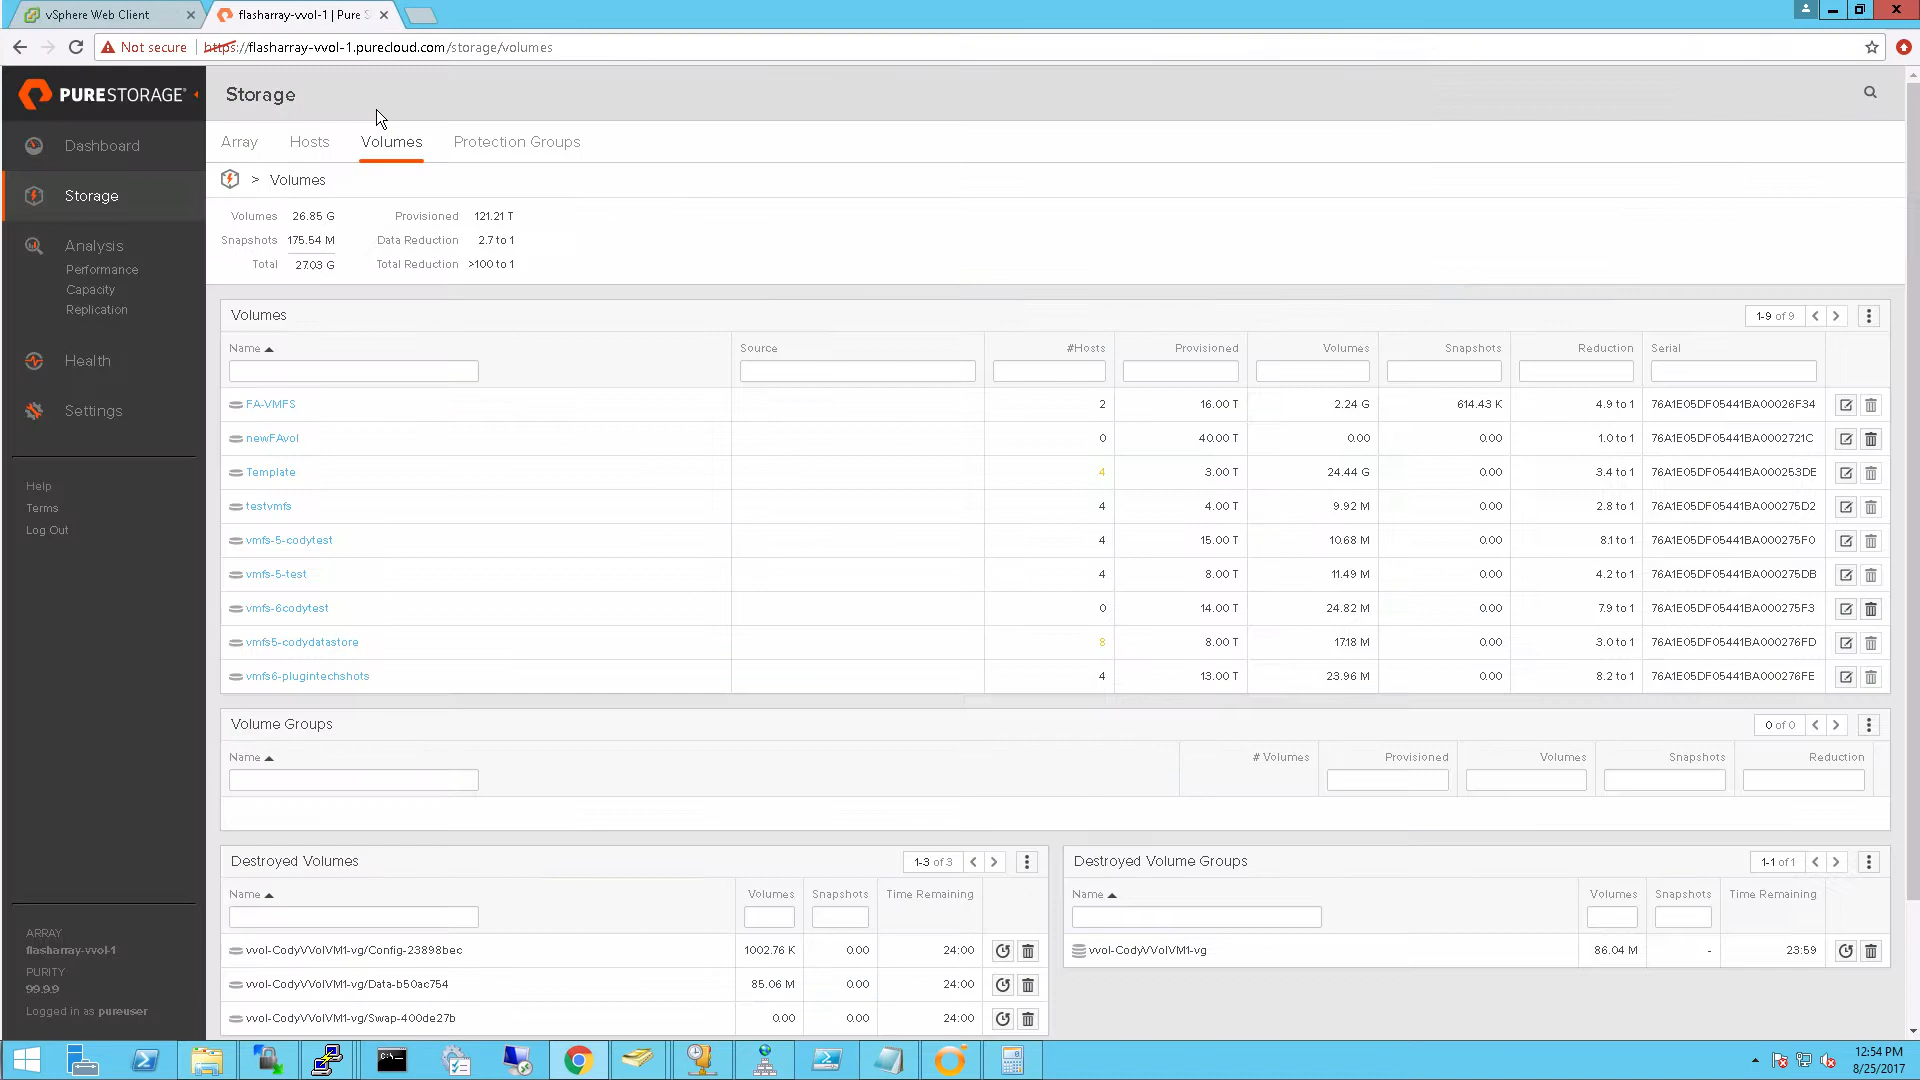 vSphere Web Client
flasharray-vvol-1 | Pure S
Not secure
https://flasharray-vvol-1.purecloud.com/storage/volumes
PURESTORAGE
Storage
Dashboard
Storage
Analysis
Performance
Capacity
Replication
Health
Settings
Help
Terms
Log Out
ARRAY
flasharray-vvol-1
PURITY
99.9.9
Logged in as pureuser
Array Hosts Volumes Protection Groups
> Volumes
Volumes 26.85 G Provisioned 121.21 T
Snapshots 175.54 M Data Reduction 2.7 to 1
Total 27.03 G Total Reduction >100 to 1
Volumes 1-9 of 9
Name Source #Hosts Provisioned Volumes Snapshots Reduction Serial
FA-VMFS 2 16.00 T 2.24 G 614.43 K 4.9 to 1 76A1E05DF05441BA00026F34
newFAvol 0 40.00 T 0.00 0.00 1.0 to 1 76A1E05DF05441BA0002721C
Template 4 3.00 T 24.44 G 0.00 3.4 to 1 76A1E05DF05441BA000253DE
testvmfs 4 4.00 T 9.92 M 0.00 2.8 to 1 76A1E05DF05441BA000275D2
vmfs-5-codytest 4 15.00 T 10.68 M 0.00 8.1 to 1 76A1E05DF05441BA000275F0
vmfs-5-test 4 8.00 T 11.49 M 0.00 4.2 to 1 76A1E05DF05441BA000275DB
vmfs-6codytest 0 14.00 T 24.82 M 0.00 7.9 to 1 76A1E05DF05441BA000275F3
vmfs5-codydatastore 8 8.00 T 17.18 M 0.00 3.0 to 1 76A1E05DF05441BA000276FD
vmfs6-plugintechshots 4 13.00 T 23.96 M 0.00 8.2 to 1 76A1E05DF05441BA000276FE
Volume Groups 0 of 0
Name # Volumes Provisioned Volumes Snapshots Reduction
Destroyed Volumes 1-3 of 3
Name Volumes Snapshots Time Remaining
vvol-CodyVVolVM1-vg/Config-23898bec 1002.76 K 0.00 24:00
vvol-CodyVVolVM1-vg/Data-b50ac754 85.06 M 0.00 24:00
vvol-CodyVVolVM1-vg/Swap-400de27b 0.00 0.00 24:00
Destroyed Volume Groups 1-1 of 1
Name Volumes Snapshots Time Remaining
vvol-CodyVVolVM1-vg 86.04 M - 23:59
12:54 PM
8/25/2017